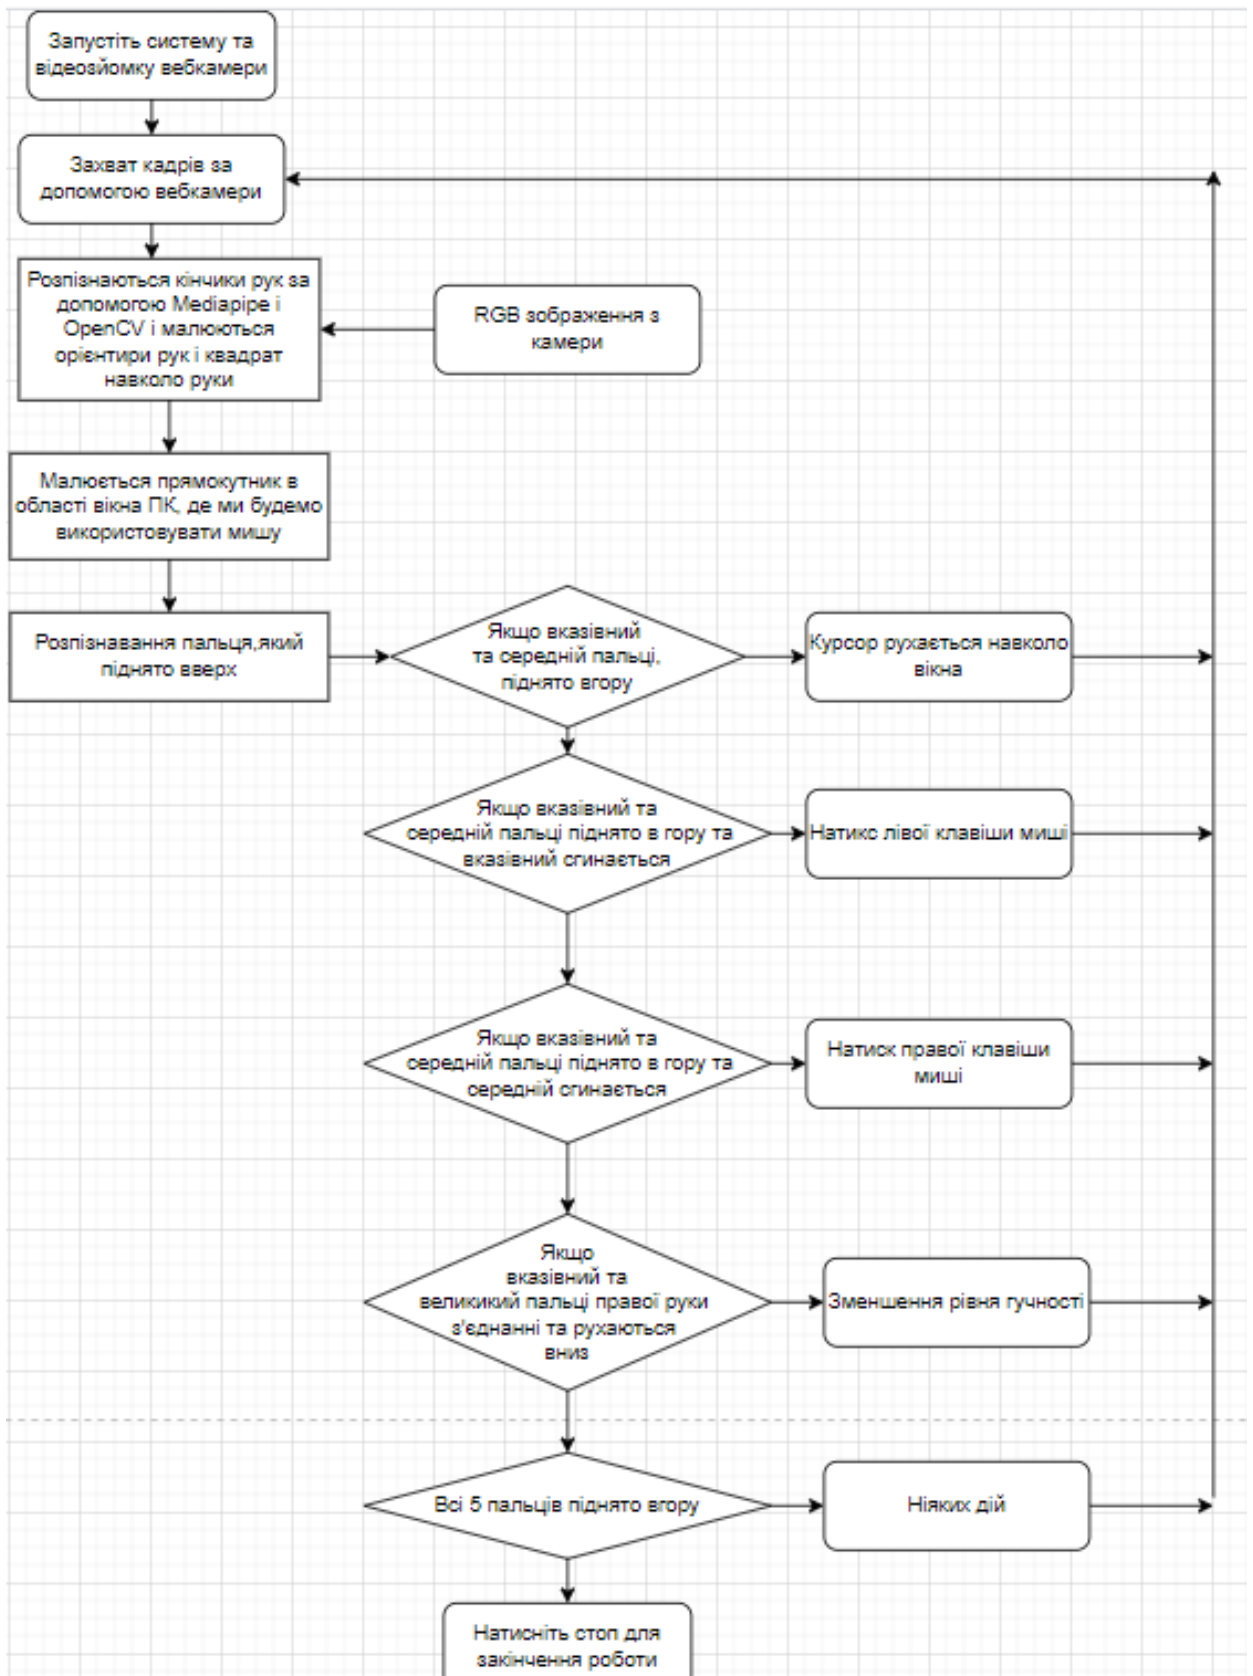 Запустіть систему та
відеозйомку вебкамери
Захват кадрів за
допомогою вебкамери
Розпізнаються кінчики рук за
допомогою Mediapipe і
OpenCV і малюються
орієнтири рук і квадрат
навколо руки
RGB зображення з
камери
Малюється прямокутник в
області вікна ПК, де ми будемо
використовувати мишу
Розпізнавання пальця,який
піднято вверх
Якщо вказівний
та середній пальці,
піднято вгору
Курсор рухається навколо
вікна
Якщо вказівний та
середній пальці піднято в гору та
вказівний сгинається
Натикс лівої клавіши миші
Якщо вказівний та
середній пальці піднято в гору та
середній сгинається
Натиск правої клавіши
миші
Якщо
вказівний та
великикий пальці правої руки
з'єднанні та рухаються
вниз
Зменшення рівня гучності
Всі 5 пальців піднято вгору
Ніяких дій
Натисніть стоп для
закінчення роботи